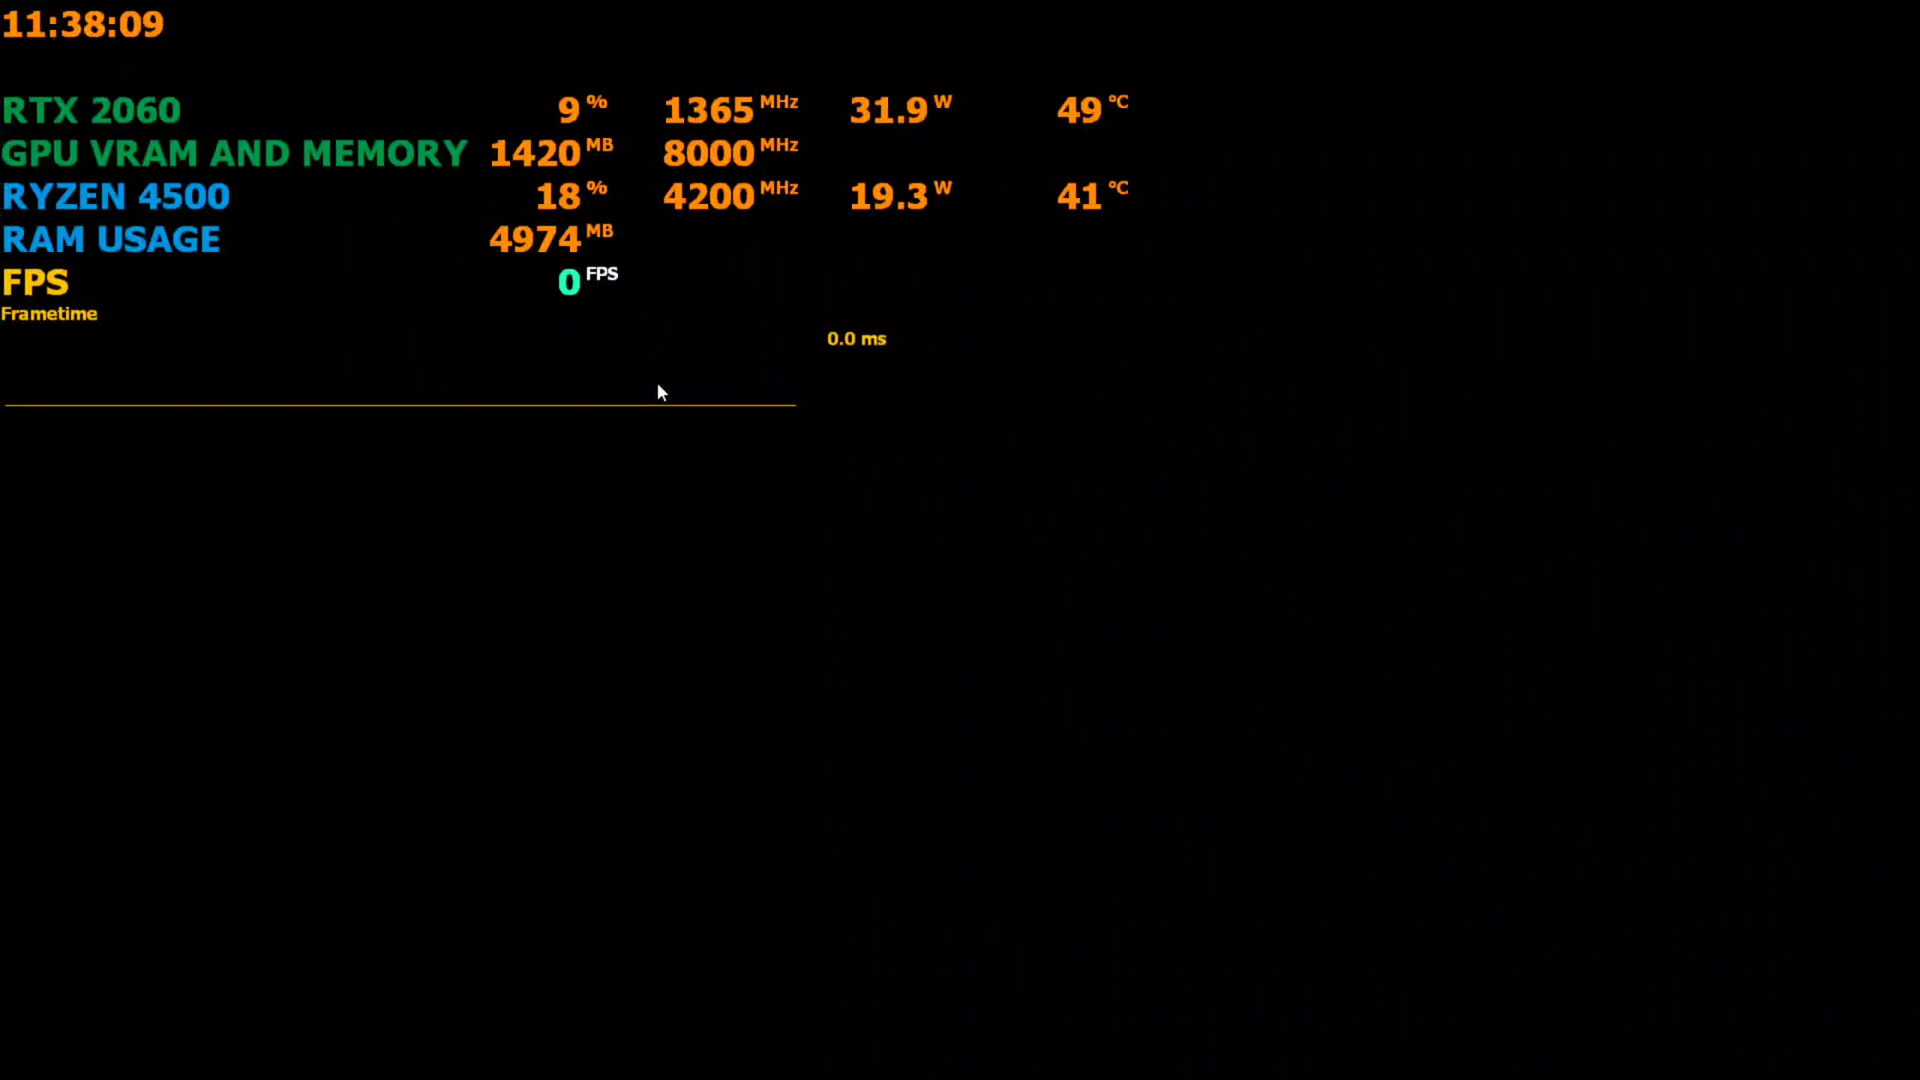 11:38:09
RTX 2060 9 % 1365 MHz 31.9 W 49 °C
GPU VRAM AND MEMORY 1420 MB 8000 MHz
RYZEN 4500 18 % 4200 MHz 19.3 W 41 °C
RAM USAGE 4974 MB
FPS 0 FPS
Frametime
0.0 ms